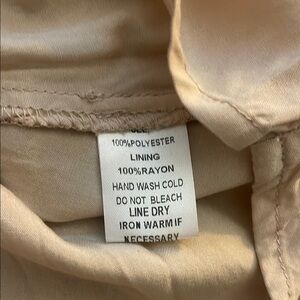 100%POLYESTER
LINING
100%RAYON
HAND WASH COLD
DO NOT BLEACH
LINE DRY
IRON WARM IF
NECESSARY